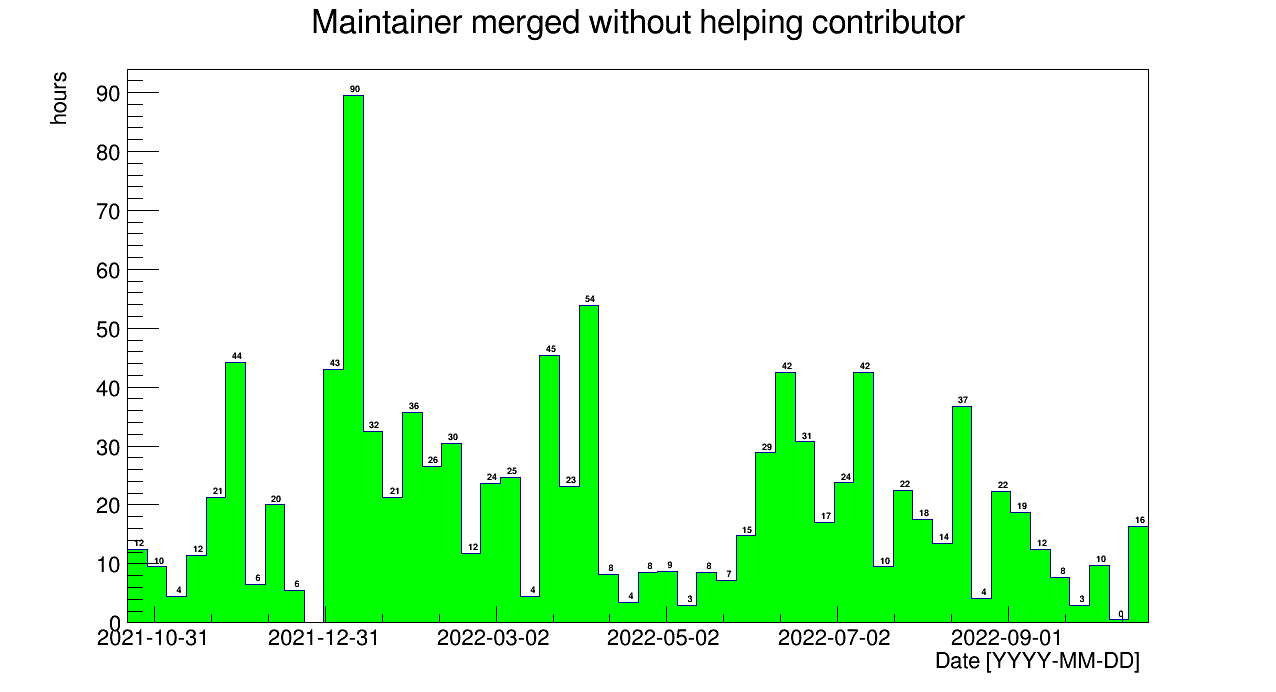 Maintainer merged without helping contributor
hours
90
80
70
60
50
40
30
20
10
0
12 10 4 12 21 44 6 20 6 43 90 32 21 36 26 30 12 24 25 4 45 23 54 8 4 8 9 3 8 7 15 29 42 31 17 24 42 10 22 18 14 37 4 22 19 12 8 3 10 0 16
2021-10-31 2021-12-31 2022-03-02 2022-05-02 2022-07-02 2022-09-01
Date [YYYY-MM-DD]